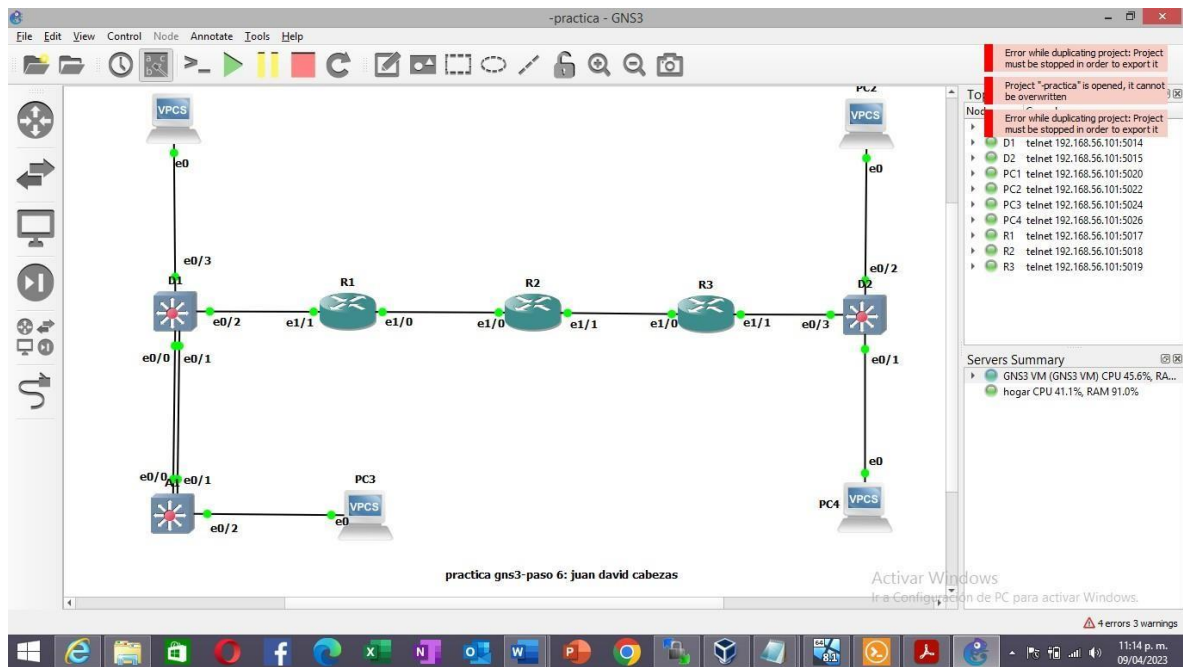 -practica - GNS3
File Edit View Control Node Annotate Tools Help
Error while duplicating project: Project
must be stopped in order to export it
Project "-practica" is opened, it cannot
be overwritten
Error while duplicating project: Project
must be stopped in order to export it
D1 telnet 192.168.56.101:5014
D2 telnet 192.168.56.101:5015
PC1 telnet 192.168.56.101:5020
PC2 telnet 192.168.56.101:5022
PC3 telnet 192.168.56.101:5024
PC4 telnet 192.168.56.101:5026
R1 telnet 192.168.56.101:5017
R2 telnet 192.168.56.101:5018
R3 telnet 192.168.56.101:5019
Servers Summary
GNS3 VM (GNS3 VM) CPU 45.6%, RA...
hogar CPU 41.1%, RAM 91.0%
VPCS
PC2
VPCS
e0
e0
e0/3
D1
R1
R2
R3
e0/2
D2
e0/2
e1/1
e1/0
e1/0
e1/1
e1/0
e1/1
e0/3
e0/0 e0/1
e0/1
e0/0 e0/1
A1
PC3
VPCS
e0
e0/2
e0
PC4
VPCS
practica gns3-paso 6: juan david cabezas
Activar Windows
Ir a Configuración de PC para activar Windows.
4 errors 3 warnings
11:14 p. m.
09/04/2023